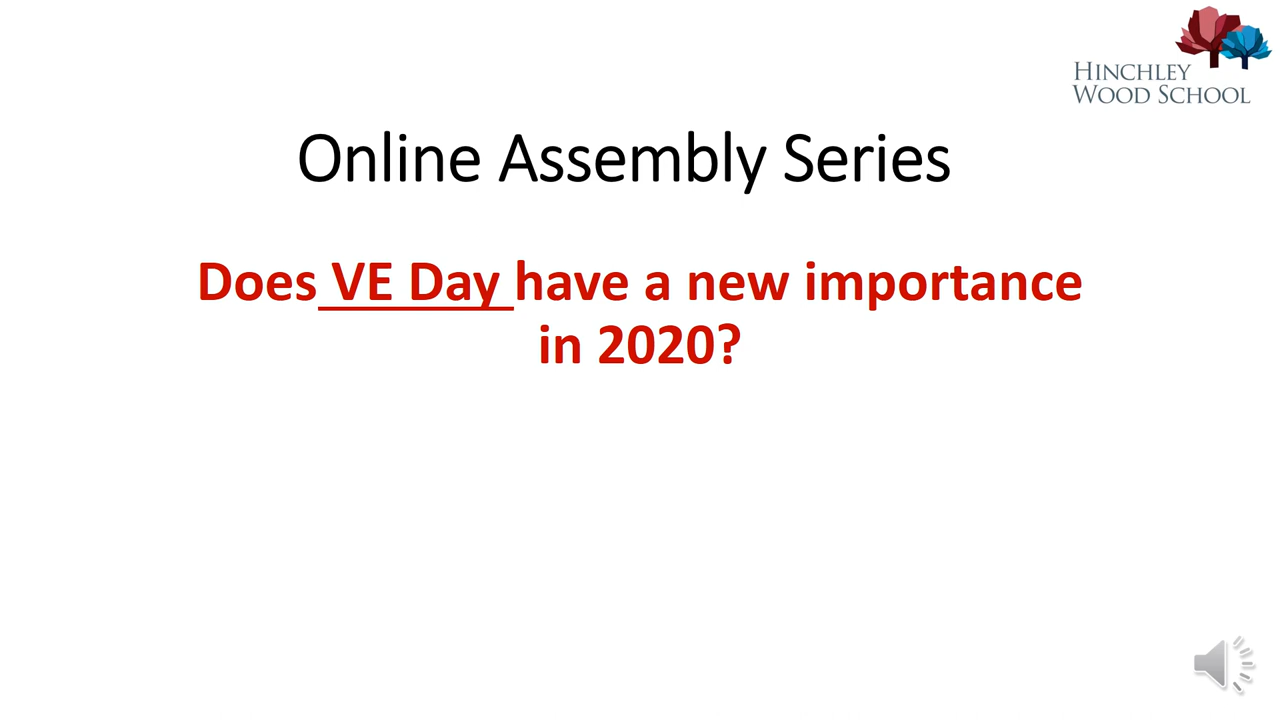 HINCHLEY
WOOD SCHOOL
Online Assembly Series
Does VE Day have a new importance
in 2020?